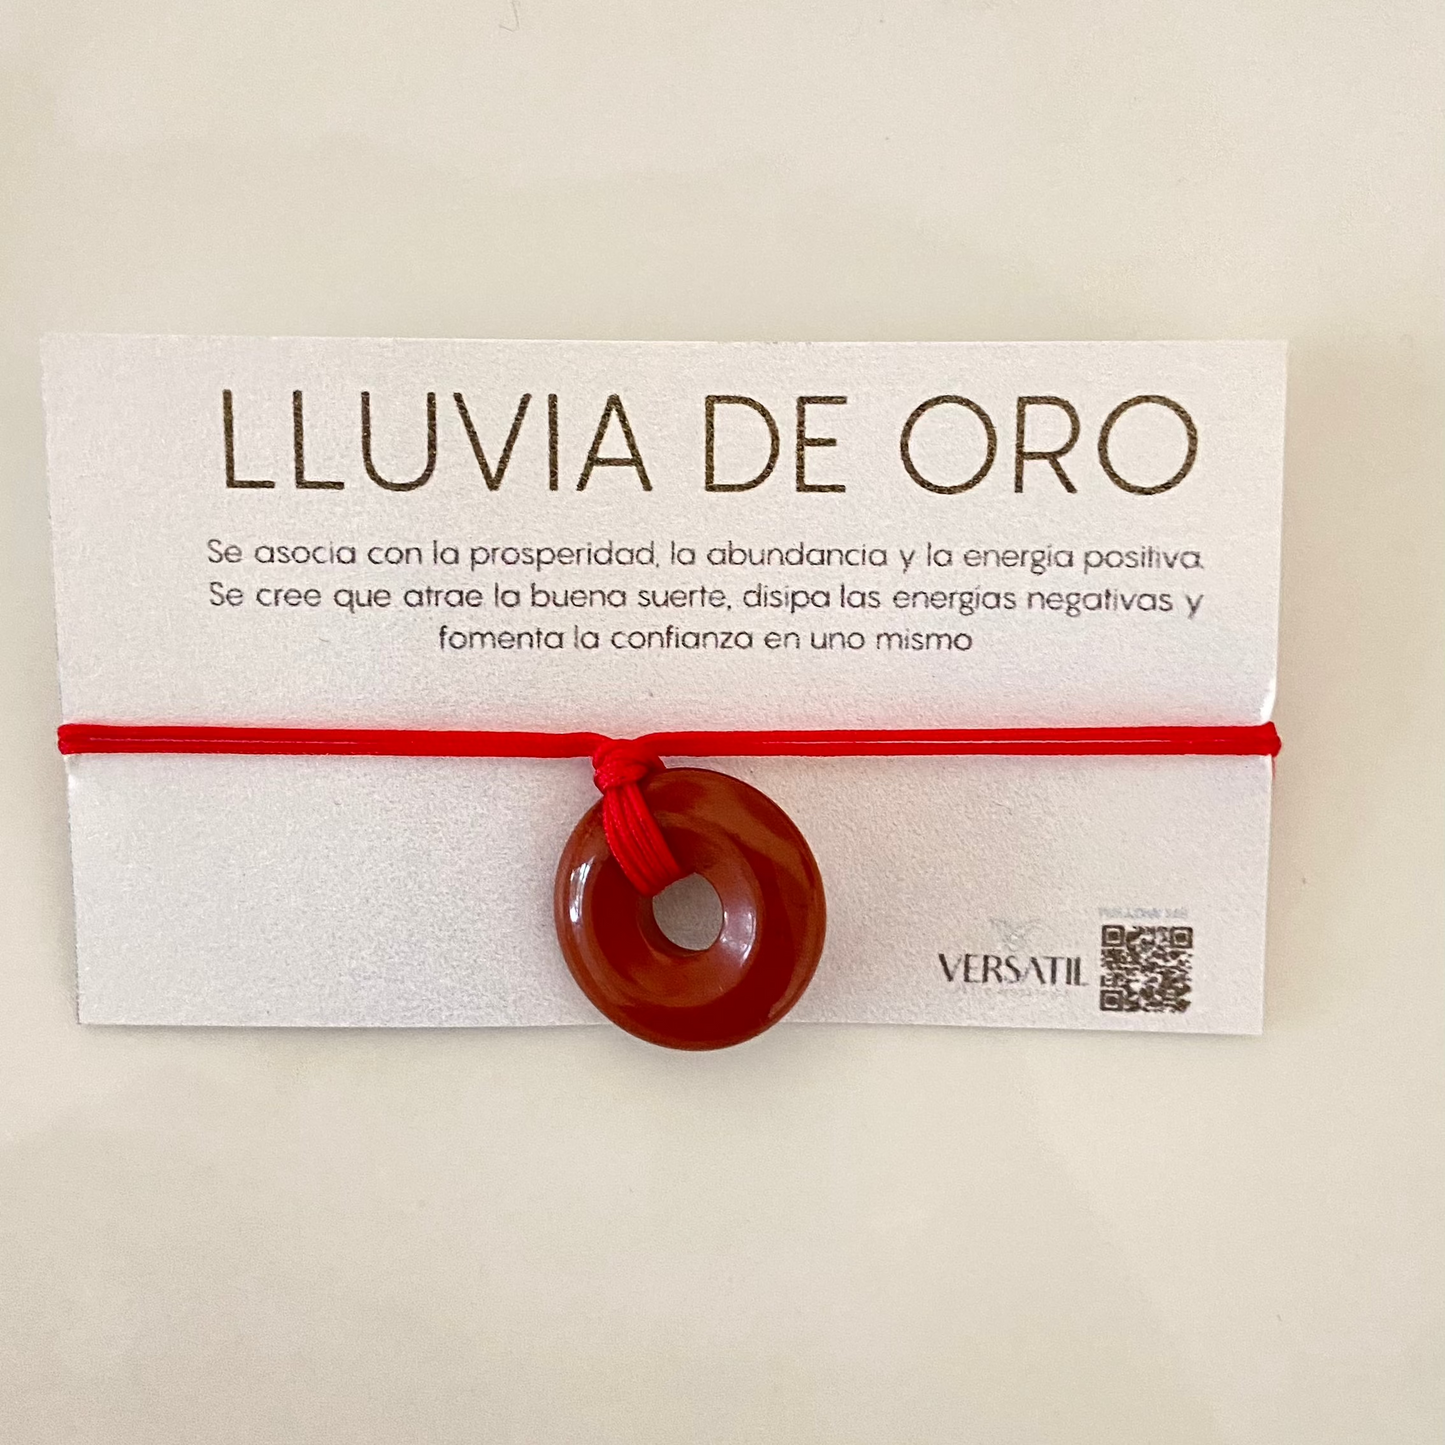 LLUVIA DE ORO
Se asocia con la prosperidad, la abundancia y la energía positiva.
Se cree que atrae la buena suerte, disipa las energías negativas y
fomenta la confianza en uno mismo
VERSATIL